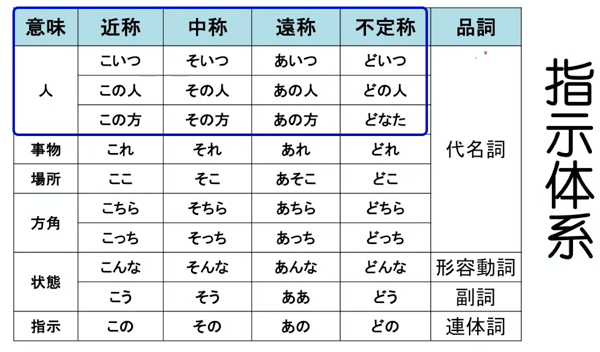 意味 近称 中称 遠称 不定称 品詞
人 こいつ そいつ あいつ どいつ 代名詞
この人 その人 あの人 どの人
この方 その方 あの方 どなた
事物 これ それ あれ どれ
場所 ここ そこ あそこ どこ
方角 こちら そちら あちら どちら
こっち そっち あっち どっち
状態 こんな そんな あんな どんな 形容動詞
こう そう ああ どう 副詞
指示 この その あの どの 連体詞
指示体系